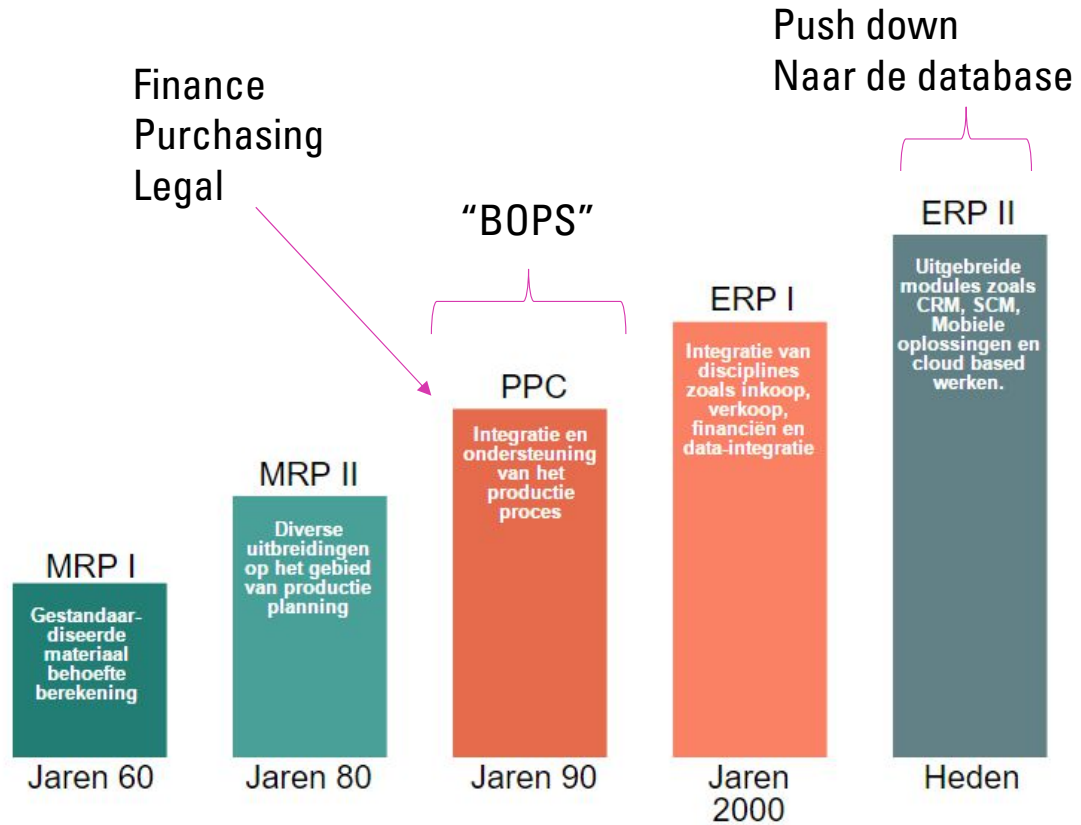 Push down
Naar de database
Finance
Purchasing
Legal
“BOPS”
MRP I
Gestandaar-
diseerde
materiaal
behoefte
berekening
Jaren 60
MRP II
Diverse
uitbreidingen
op het gebied
van productie
planning
Jaren 80
PPC
Integratie en
ondersteuning
van het
productie
proces
Jaren 90
ERP I
Integratie van
disciplines
zoals inkoop,
verkoop,
financiën en
data-integratie
Jaren
2000
ERP II
Uitgebreide
modules zoals
CRM, SCM,
Mobiele
oplossingen en
cloud based
werken.
Heden